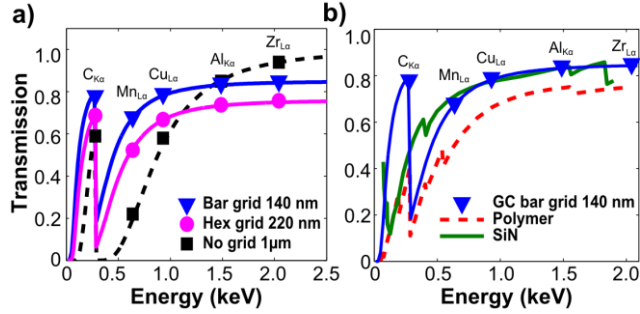 a)
Transmission
1.0
0.8
0.6
0.4
0.2
0
C Kα
Mn Lα
Cu Lα
Al Kα
Zr Lα
Bar grid 140 nm
Hex grid 220 nm
No grid 1µm
0 0.5 1.0 1.5 2.0 2.5
Energy (keV)
b)
1.0
0.8
0.6
0.4
0.2
0
C Kα
Mn Lα
Cu Lα
Al Kα
Zr Lα
GC bar grid 140 nm
Polymer
SiN
0 0.5 1.0 1.5 2.0
Energy (keV)